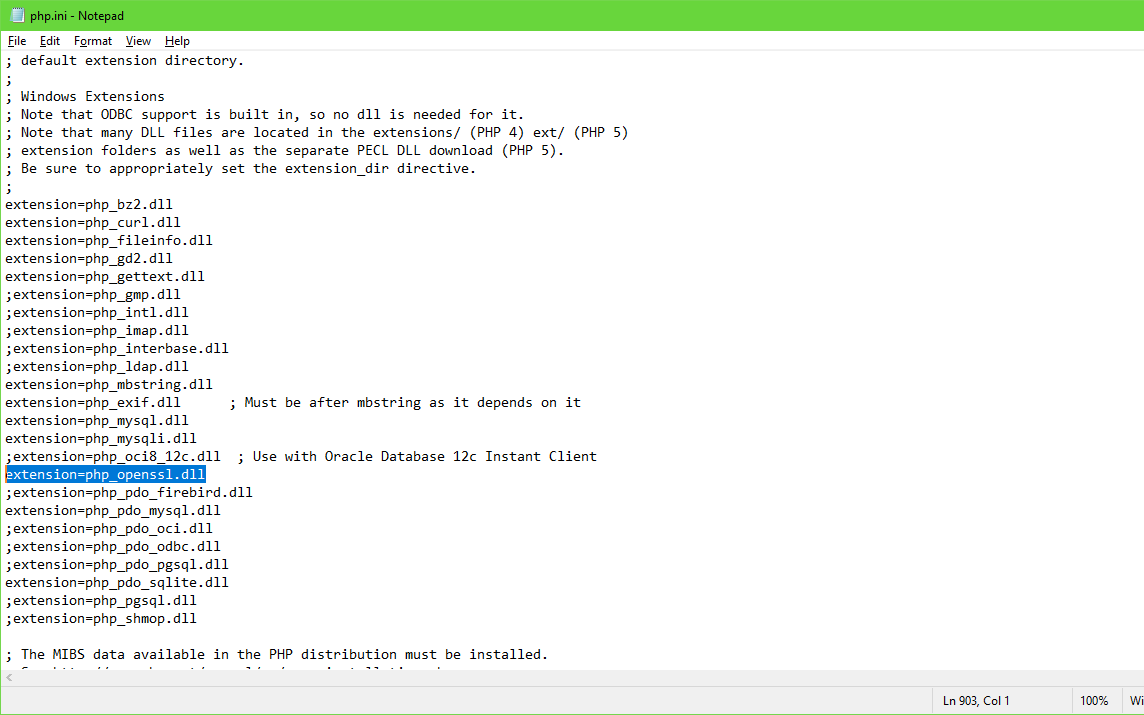 php.ini - Notepad
File Edit Format View Help
; default extension directory.
;
; Windows Extensions
; Note that ODBC support is built in, so no dll is needed for it.
; Note that many DLL files are located in the extensions/ (PHP 4) ext/ (PHP 5)
; extension folders as well as the separate PECL DLL download (PHP 5).
; Be sure to appropriately set the extension_dir directive.
;
extension=php_bz2.dll
extension=php_curl.dll
extension=php_fileinfo.dll
extension=php_gd2.dll
extension=php_gettext.dll
;extension=php_gmp.dll
;extension=php_intl.dll
;extension=php_imap.dll
;extension=php_interbase.dll
;extension=php_ldap.dll
extension=php_mbstring.dll
extension=php_exif.dll      ; Must be after mbstring as it depends on it
extension=php_mysql.dll
extension=php_mysqli.dll
;extension=php_oci8_12c.dll  ; Use with Oracle Database 12c Instant Client
extension=php_openssl.dll
;extension=php_pdo_firebird.dll
extension=php_pdo_mysql.dll
;extension=php_pdo_oci.dll
;extension=php_pdo_odbc.dll
;extension=php_pdo_pgsql.dll
extension=php_pdo_sqlite.dll
;extension=php_pgsql.dll
;extension=php_shmop.dll
; The MIBS data available in the PHP distribution must be installed.
Ln 903, Col 1 100% Wi